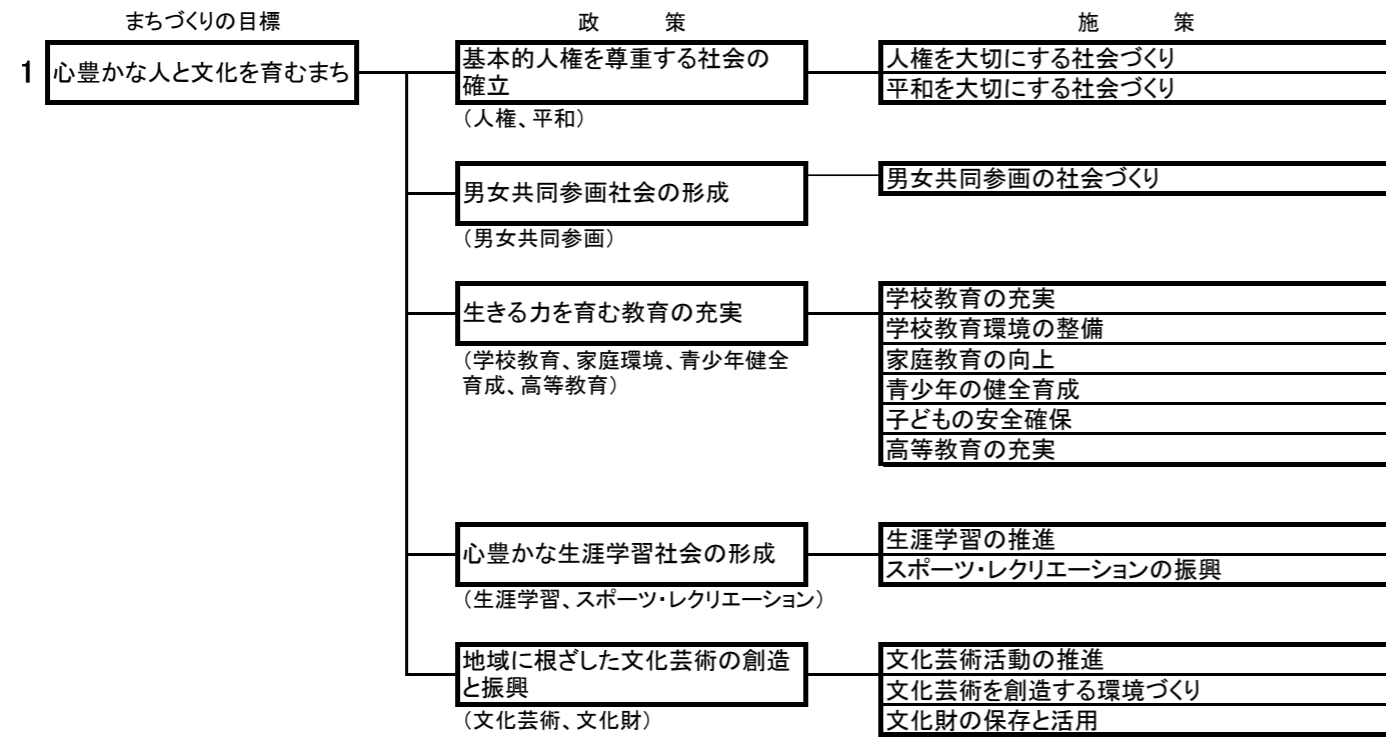 まちづくりの目標
政　策
施　策
1
心豊かな人と文化を育むまち
基本的人権を尊重する社会の
確立
（人権、平和）
人権を大切にする社会づくり
平和を大切にする社会づくり
男女共同参画社会の形成
（男女共同参画）
男女共同参画の社会づくり
生きる力を育む教育の充実
（学校教育、家庭環境、青少年健全
育成、高等教育）
学校教育の充実
学校教育環境の整備
家庭教育の向上
青少年の健全育成
子どもの安全確保
高等教育の充実
心豊かな生涯学習社会の形成
（生涯学習、スポーツ・レクリエーション）
生涯学習の推進
スポーツ・レクリエーションの振興
地域に根ざした文化芸術の創造
と振興
（文化芸術、文化財）
文化芸術活動の推進
文化芸術を創造する環境づくり
文化財の保存と活用